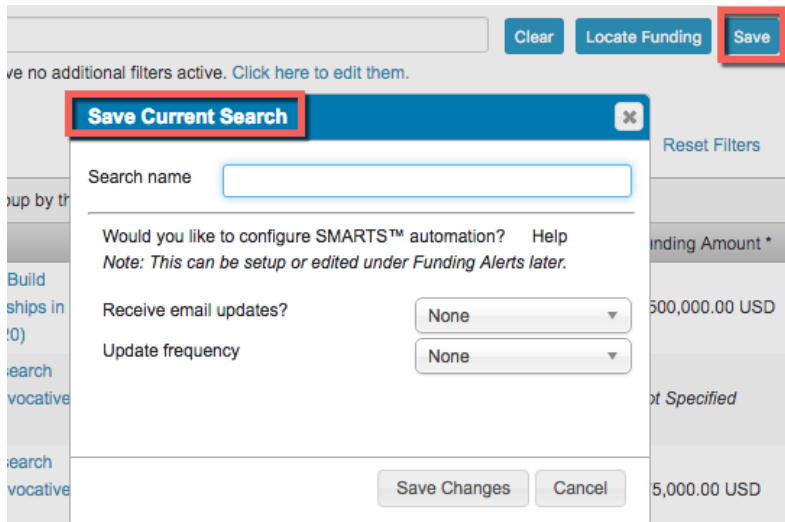 Clear Locate Funding Save
ve no additional filters active. Click here to edit them.
Save Current Search
Reset Filters
Search name
oup by th
Would you like to configure SMARTS™ automation? Help
nding Amount *
Note: This can be setup or edited under Funding Alerts later.
Build
ships in
Receive email updates? None
500,000.00 USD
20)
Update frequency None
search
vocative
ot Specified
search
vocative
Save Changes Cancel
75,000.00 USD